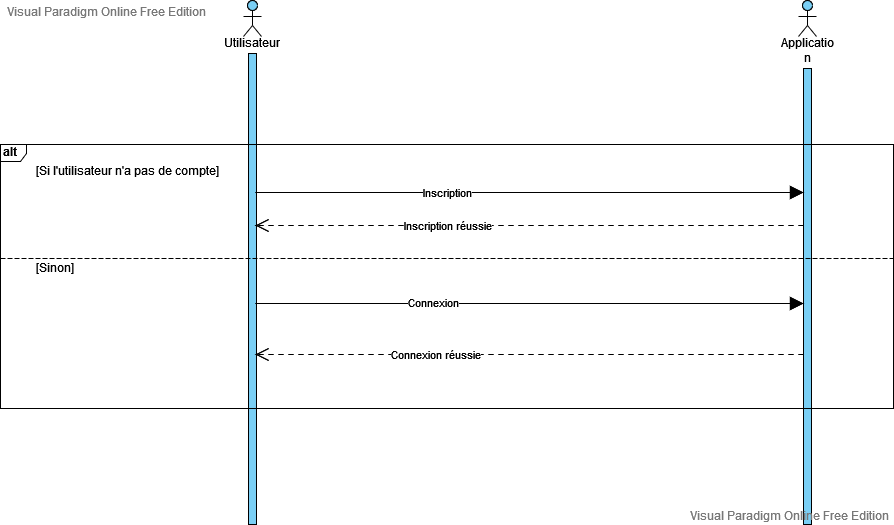 Visual Paradigm Online Free Edition
Utilisateur
Applicatio
n
alt
[Si l'utilisateur n'a pas de compte]
Inscription
Inscription réussie
[Sinon]
Connexion
Connexion réussie
Visual Paradigm Online Free Edition